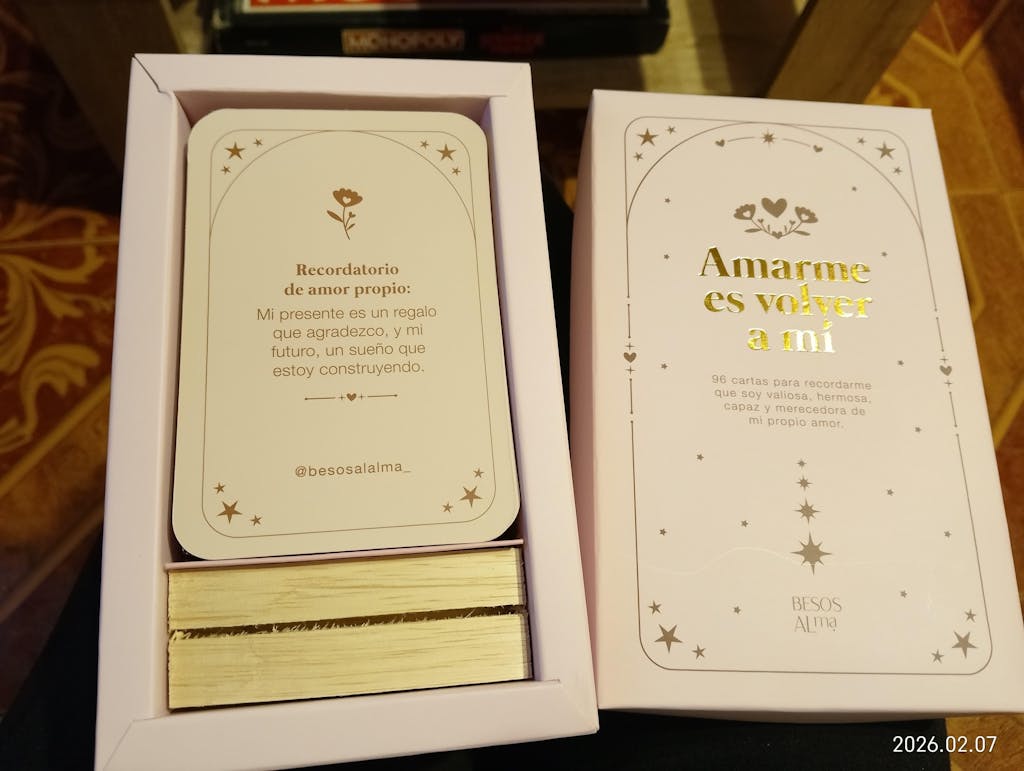 MONOPOLY
Recordatorio
de amor propio:
Mi presente es un regalo
que agradezco, y mi
futuro, un sueño que
estoy construyendo.
@besosalalma_
Amarme
es volver
a mí
96 cartas para recordarme
que soy valiosa, hermosa,
capaz y merecedora de
mi propio amor.
BESOS
ALma
2026.02.07